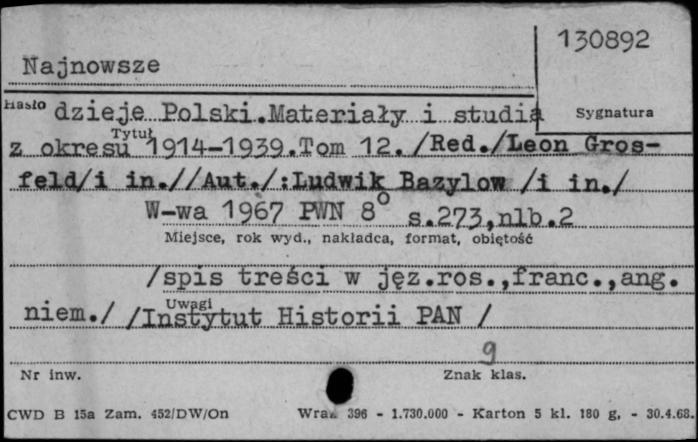 130892
Najnowsze
Hasło dzieje Polski.Materiały i studia Sygnatura
Tytuł
z okresu 1914-1939.Tom 12. /Red./Leon Gros-
feld/i in.//Aut./:Ludwik Bazylow /i in./
W-wa 1967 PWN 8° s.273,nlb.2
Miejsce, rok wyd., nakładca, format, objętość
/spis treści w jęz.ros.,franc.,ang.
Uwagi
niem./ /Instytut Historii PAN /
9
Nr inw. Znak klas.
CWD B 15a Zam. 452/DW/On 396 - 1.730.000 - Karton 5 kl. 180 g, - 30.4.68.